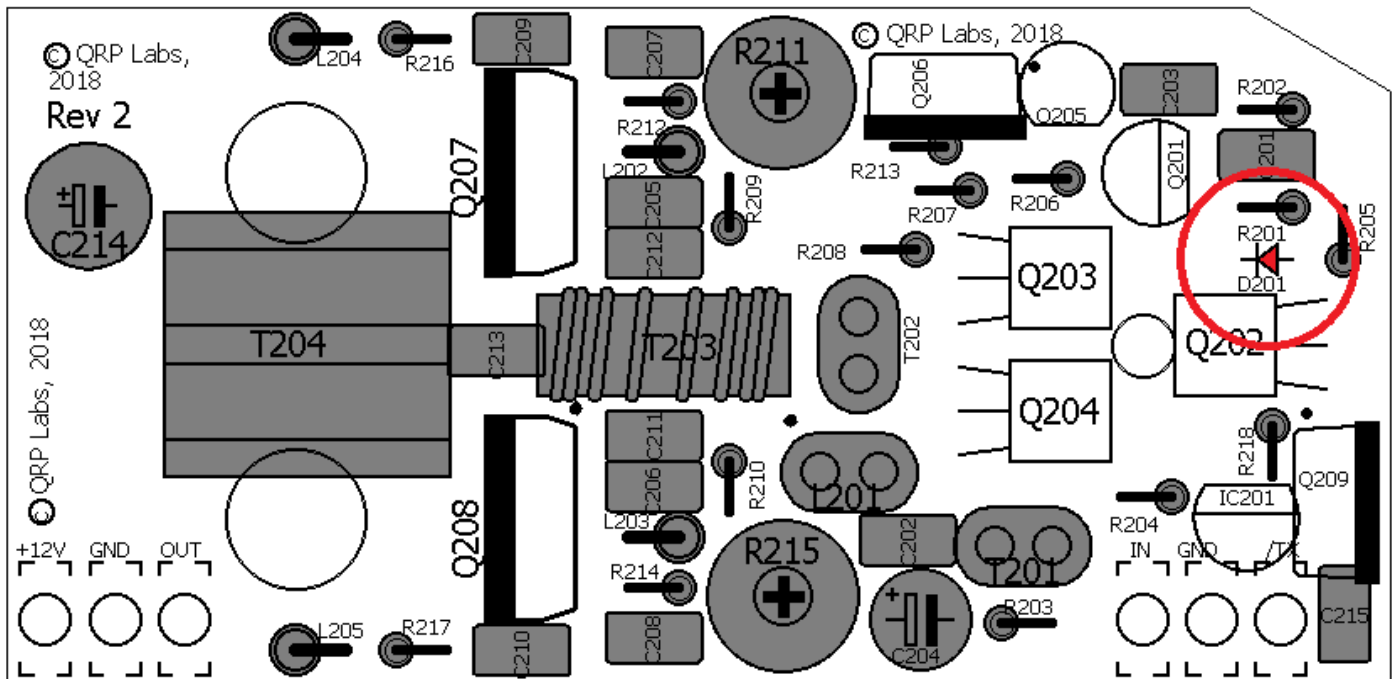 © QRP Labs,
2018
Rev 2
C214
+
© QRP Labs, 2018
L204
R216
C209
C207
R211
© QRP Labs, 2018
Q206
Q205
C203
R202
Q207
R212
L202
R213
Q201
C201
C205
R209
R207
R206
R201
R205
C212
R208
D201
T204
C213
T203
T202
Q203
Q202
Q204
C211
C206
R210
L201
R218
Q209
Q208
L203
C202
T201
R204
IC201
+12V
GND
OUT
R214
R215
IN
GND
/TX
+
L205
R217
C210
C208
C204
R203
C215